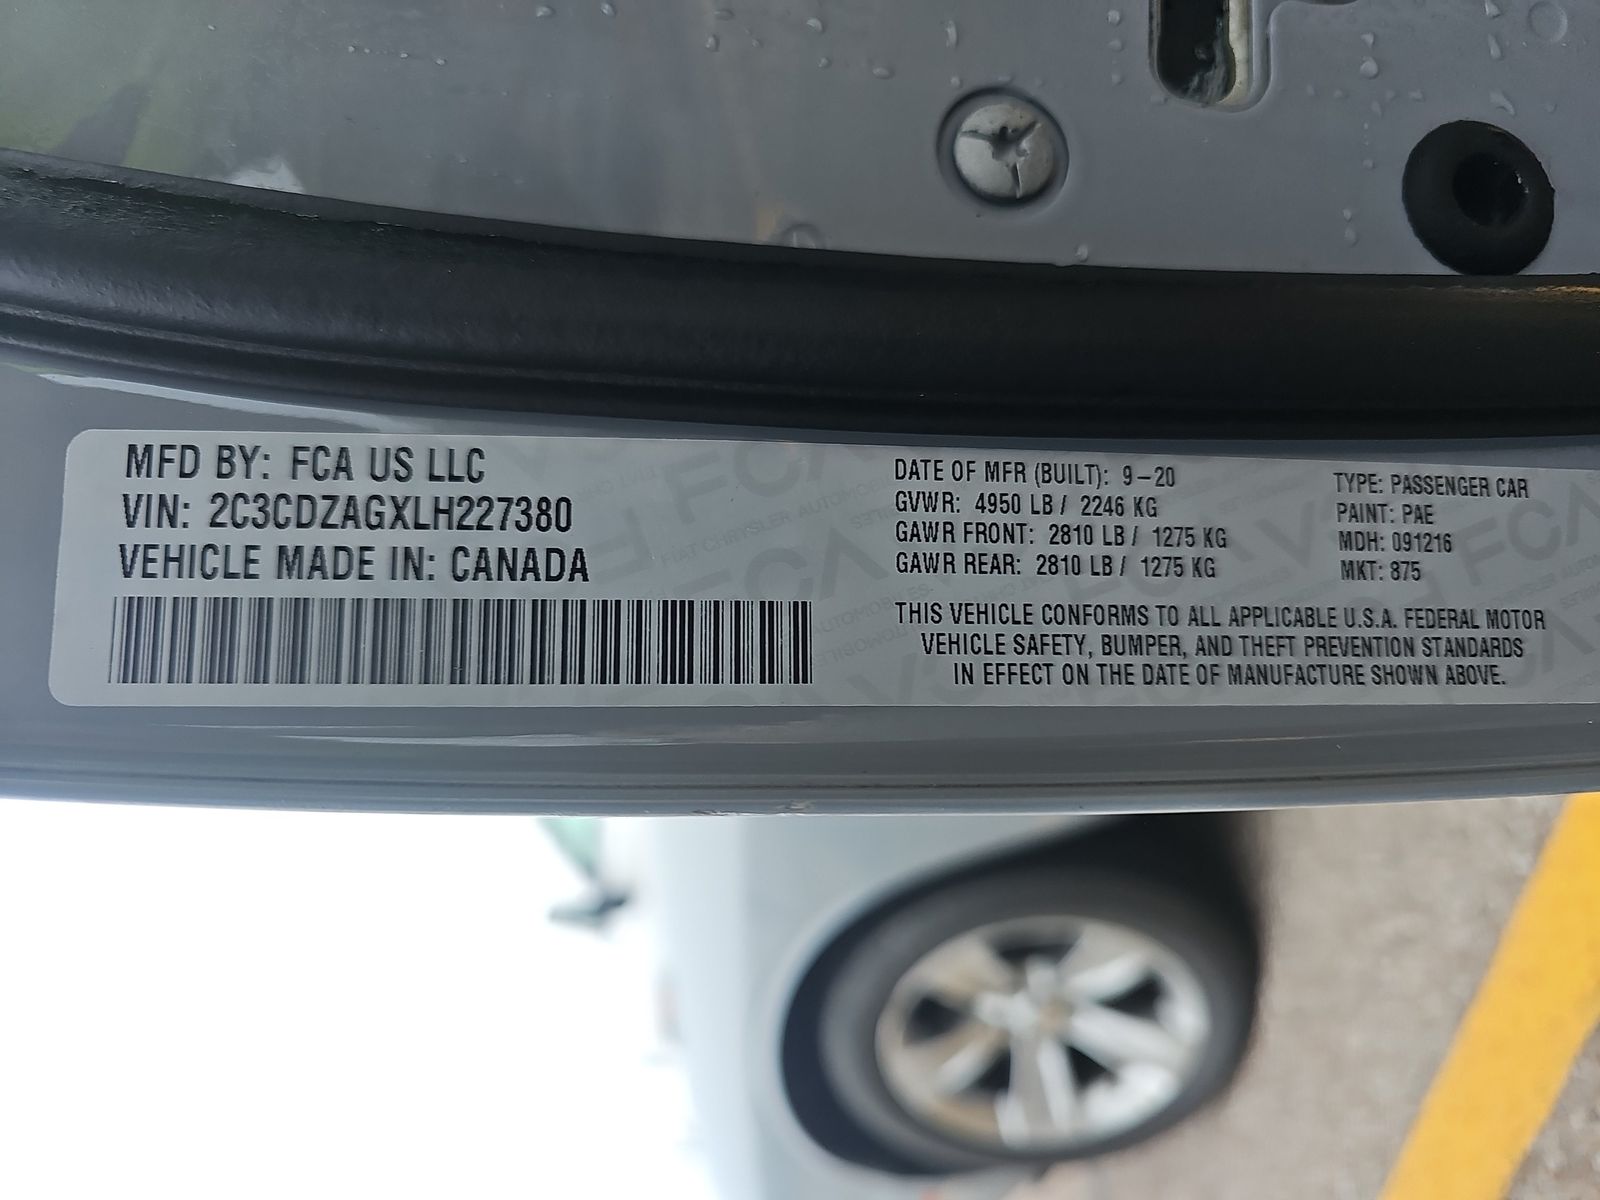 MFD BY: FCA US LLC
VIN: 2C3CDZAGXLH227380
VEHICLE MADE IN: CANADA
DATE OF MFR (BUILT): 9-20
GVWR: 4950 LB / 2246 KG
GAWR FRONT: 2810 LB / 1275 KG
GAWR REAR: 2810 LB / 1275 KG
TYPE: PASSENGER CAR
PAINT: PAE
MDH: 091216
MKT: 875
THIS VEHICLE CONFORMS TO ALL APPLICABLE U.S.A. FEDERAL MOTOR
VEHICLE SAFETY, BUMPER, AND THEFT PREVENTION STANDARDS
IN EFFECT ON THE DATE OF MANUFACTURE SHOWN ABOVE.